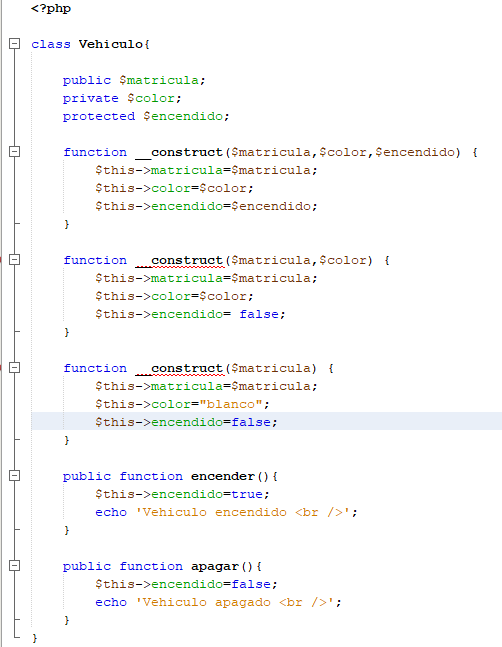 <?php
class Vehiculo{
public $matricula;
private $color;
protected $encendido;
function __construct($matricula,$color,$encendido) {
$this->matricula=$matricula;
$this->color=$color;
$this->encendido=$encendido;
}
function __construct($matricula,$color) {
$this->matricula=$matricula;
$this->color=$color;
$this->encendido= false;
}
function __construct($matricula) {
$this->matricula=$matricula;
$this->color="blanco";
$this->encendido=false;
}
public function encender(){
$this->encendido=true;
echo 'Vehiculo encendido <br />';
}
public function apagar(){
$this->encendido=false;
echo 'Vehiculo apagado <br />';
}
}